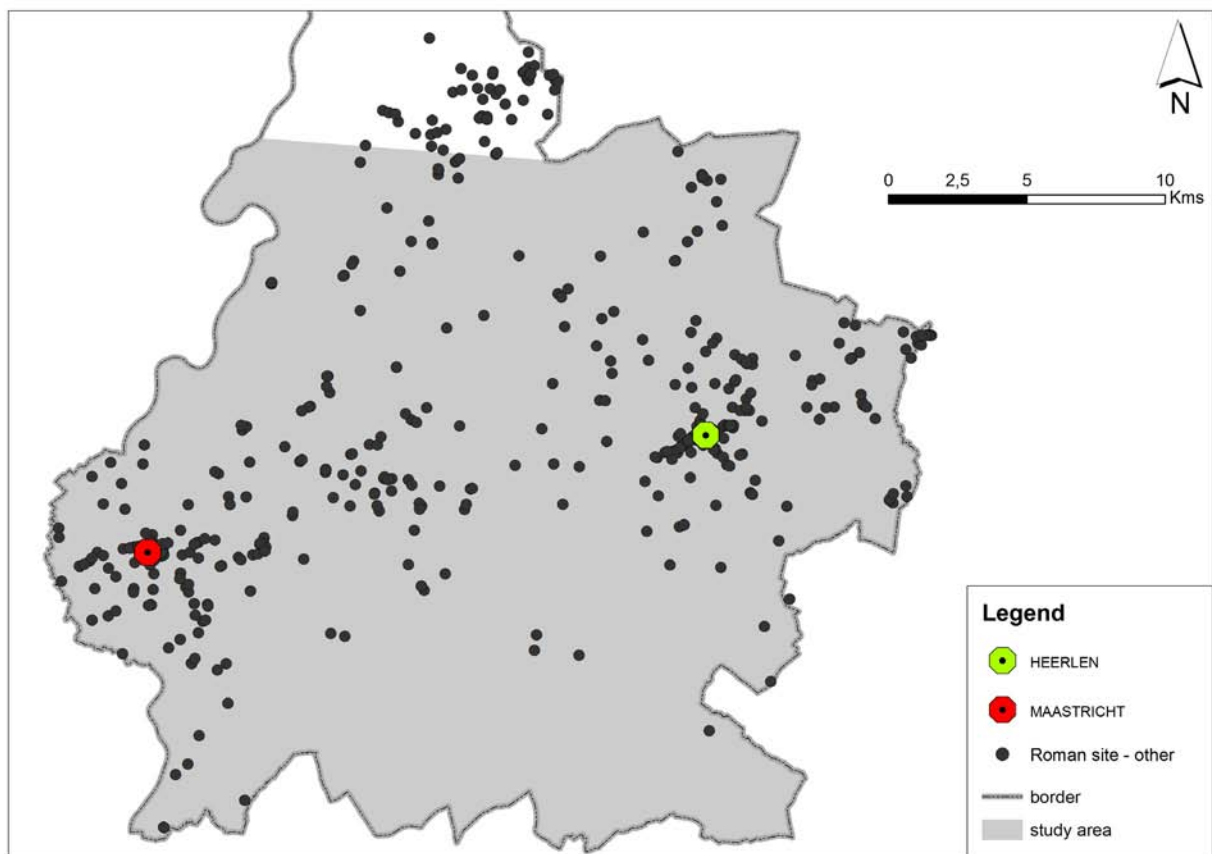 N
0 2,5 5 10
Kms
Legend
HEERLEN
MAASTRICHT
Roman site - other
border
study area